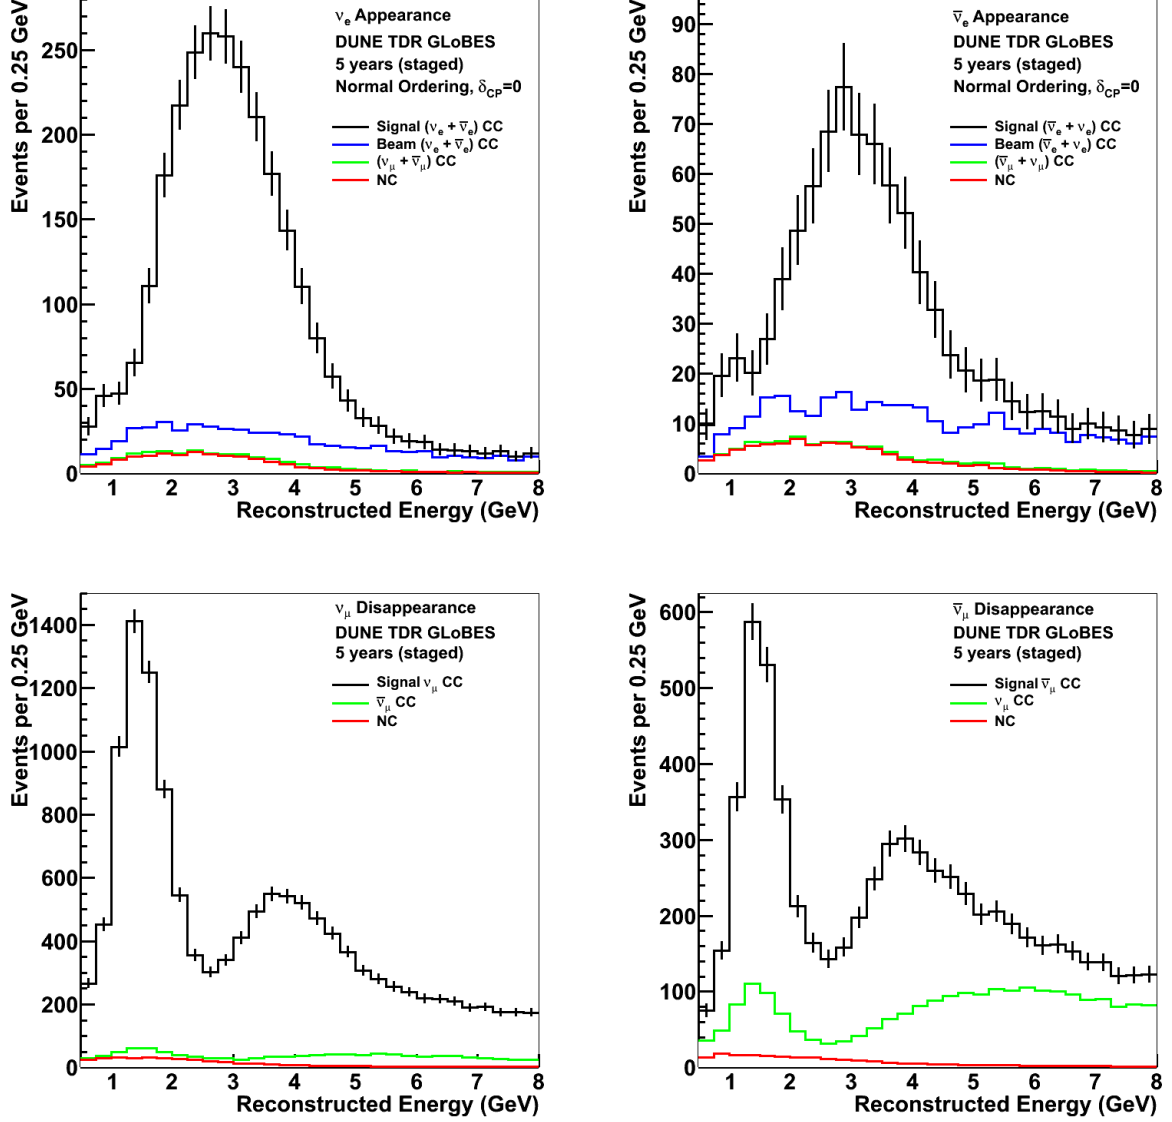 Events per 0.25 GeV
250
200
150
100
50
0
1 2 3 4 5 6 7 8
Reconstructed Energy (GeV)
νe Appearance
DUNE TDR GLoBES
5 years (staged)
Normal Ordering, δCP=0
Signal (νe + ν̅e) CC
Beam (νe + ν̅e) CC
(νμ + ν̅μ) CC
NC
Events per 0.25 GeV
90
80
70
60
50
40
30
20
10
0
1 2 3 4 5 6 7 8
Reconstructed Energy (GeV)
ν̅e Appearance
DUNE TDR GLoBES
5 years (staged)
Normal Ordering, δCP=0
Signal (ν̅e + νe) CC
Beam (ν̅e + νe) CC
(ν̅μ + νμ) CC
NC
Events per 0.25 GeV
1400
1200
1000
800
600
400
200
0
1 2 3 4 5 6 7 8
Reconstructed Energy (GeV)
νμ Disappearance
DUNE TDR GLoBES
5 years (staged)
Signal νμ CC
ν̅μ CC
NC
Events per 0.25 GeV
600
500
400
300
200
100
0
1 2 3 4 5 6 7 8
Reconstructed Energy (GeV)
ν̅μ Disappearance
DUNE TDR GLoBES
5 years (staged)
Signal ν̅μ CC
νμ CC
NC